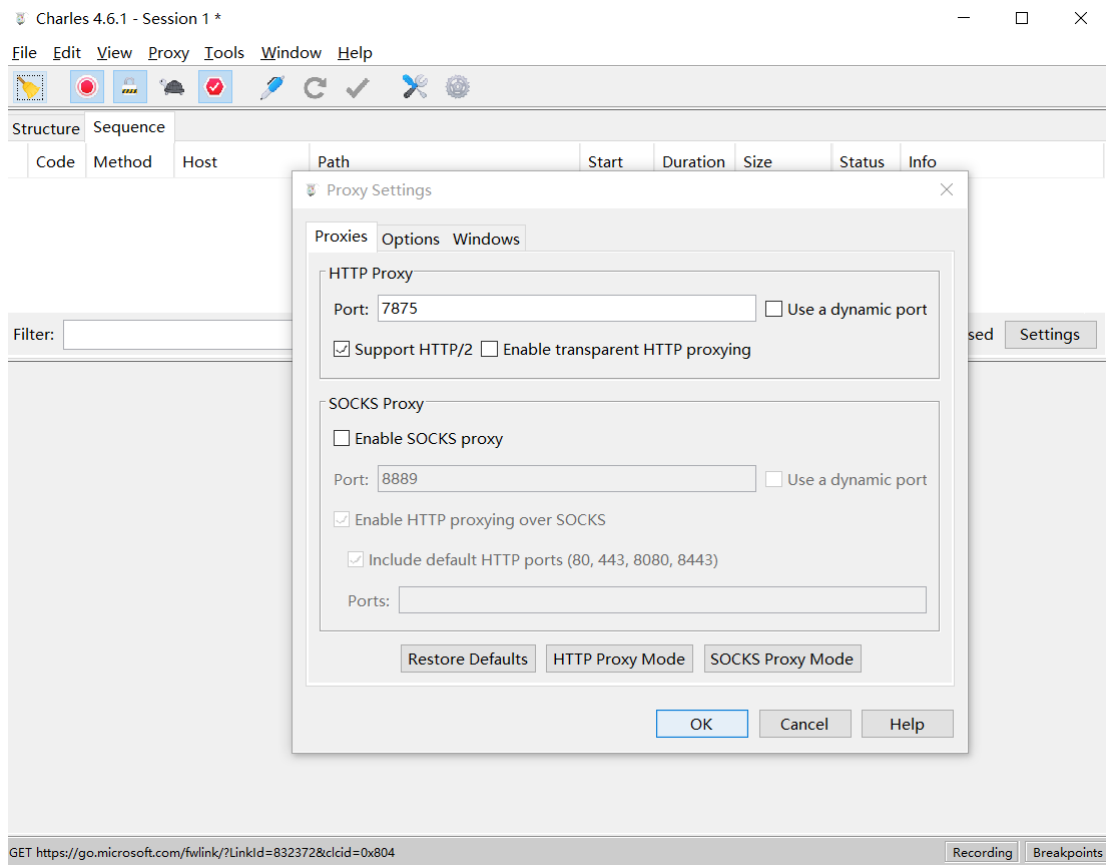 Charles 4.6.1 - Session 1 *
File Edit View Proxy Tools Window Help
Structure Sequence
Code Method Host Path Start Duration Size Status Info
Proxy Settings
Proxies Options Windows
HTTP Proxy
Port: 7875 Use a dynamic port
Support HTTP/2 Enable transparent HTTP proxying
Filter: sed Settings
SOCKS Proxy
Enable SOCKS proxy
Port: 8889 Use a dynamic port
Enable HTTP proxying over SOCKS
Include default HTTP ports (80, 443, 8080, 8443)
Ports:
Restore Defaults HTTP Proxy Mode SOCKS Proxy Mode
OK Cancel Help
GET https://go.microsoft.com/fwlink/?LinkId=832372&clcid=0x804 Recording Breakpoints